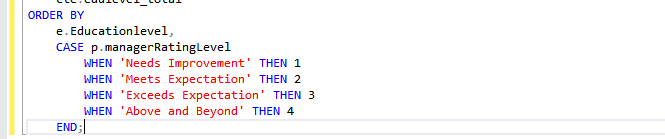 ORDER BY
e.Educationlevel,
CASE p.managerRatingLevel
WHEN 'Needs Improvement' THEN 1
WHEN 'Meets Expectation' THEN 2
WHEN 'Exceeds Expectation' THEN 3
WHEN 'Above and Beyond' THEN 4
END;